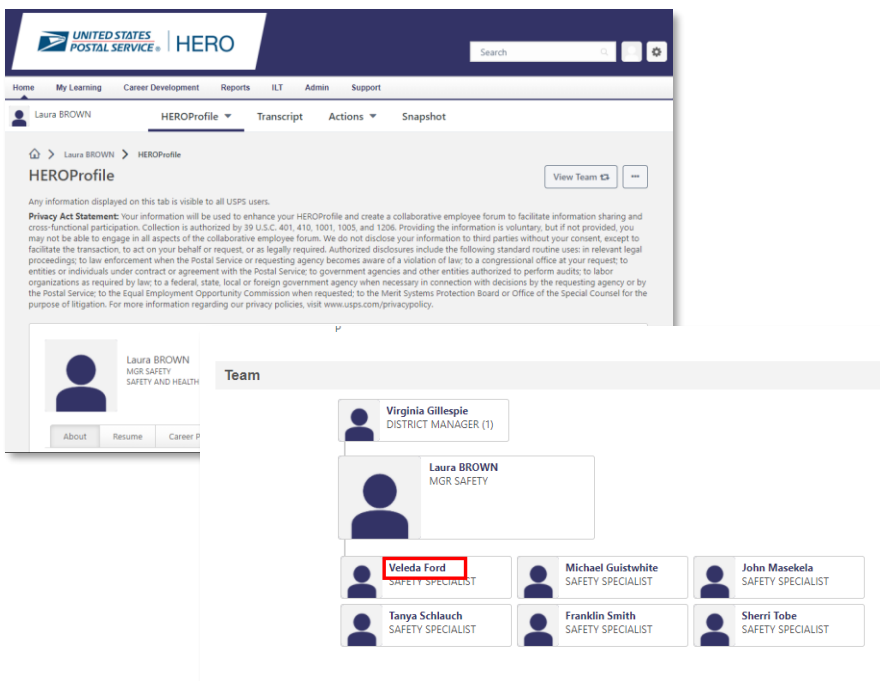 UNITED STATES
POSTAL SERVICE® HERO
Search
Home My Learning Career Development Reports ILT Admin Support
Laura BROWN HEROProfile Transcript Actions Snapshot
Laura BROWN HEROProfile
HEROProfile
View Team
Any information displayed on this tab is visible to all USPS users.
Privacy Act Statement: Your information will be used to enhance your HEROProfile and create a collaborative employee forum to facilitate information sharing and
cross-functional participation. Collection is authorized by 39 U.S.C. 401, 410, 1001, 1005, and 1206. Providing the information is voluntary, but if not provided, you
may not be able to engage in all aspects of the collaborative employee forum. We do not disclose your information to third parties without your consent, except to
facilitate the transaction, to act on your behalf or request, or as legally required. Authorized disclosures include the following standard routine uses: in relevant legal
proceedings; to law enforcement when the Postal Service or requesting agency becomes aware of a violation of law; to a congressional office at your request; to
entities or individuals under contract or agreement with the Postal Service; to government agencies and other entities authorized to perform audits; to labor
organizations as required by law; to a federal, state, local or foreign government agency when necessary in connection with decisions by the requesting agency or by
the Postal Service; to the Equal Employment Opportunity Commission when requested; to the Merit Systems Protection Board or Office of the Special Counsel for the
purpose of litigation. For more information regarding our privacy policies, visit www.usps.com/privacypolicy.
Laura BROWN
MGR SAFETY
SAFETY AND HEALTH
About Resume Career P
Team
Virginia Gillespie
DISTRICT MANAGER (1)
Laura BROWN
MGR SAFETY
Veleda Ford
SAFETY SPECIALIST
Michael Guistwhite
SAFETY SPECIALIST
John Masekela
SAFETY SPECIALIST
Tanya Schlauch
SAFETY SPECIALIST
Franklin Smith
SAFETY SPECIALIST
Sherri Tobe
SAFETY SPECIALIST